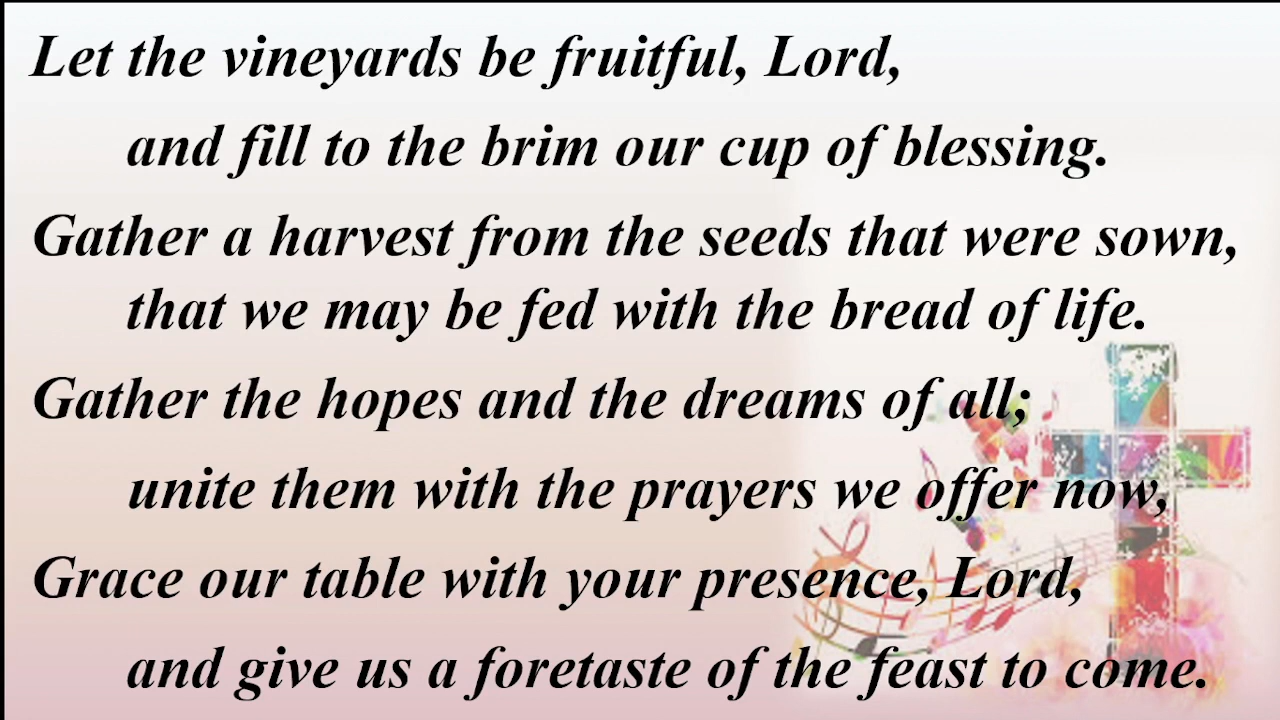 Let the vineyards be fruitful, Lord,
and fill to the brim our cup of blessing.
Gather a harvest from the seeds that were sown,
that we may be fed with the bread of life.
Gather the hopes and the dreams of all;
unite them with the prayers we offer now,
Grace our table with your presence, Lord,
and give us a foretaste of the feast to come.